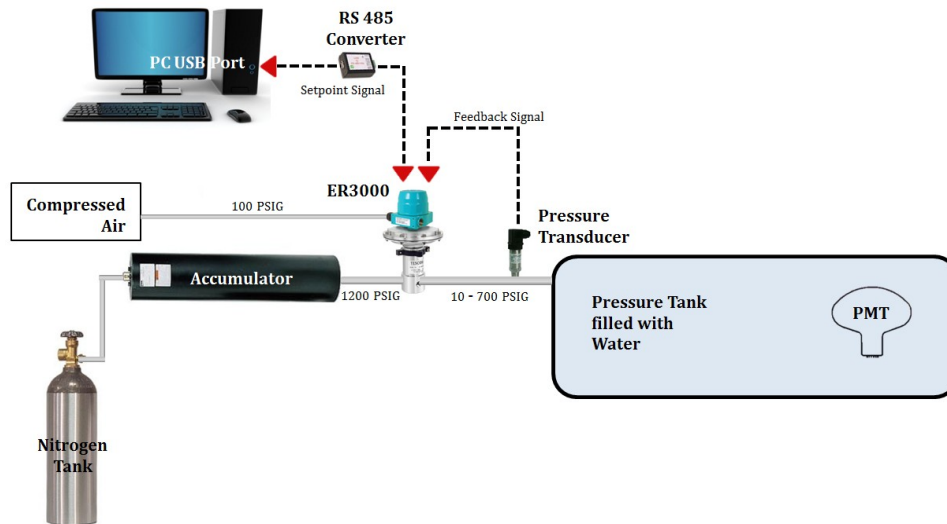 RS 485
Converter
PC USB Port
Setpoint Signal
Feedback Signal
ER3000
Compressed
Air
100 PSIG
Pressure
Transducer
Accumulator
1200 PSIG
10 - 700 PSIG
Pressure Tank
filled with
Water
PMT
Nitrogen
Tank